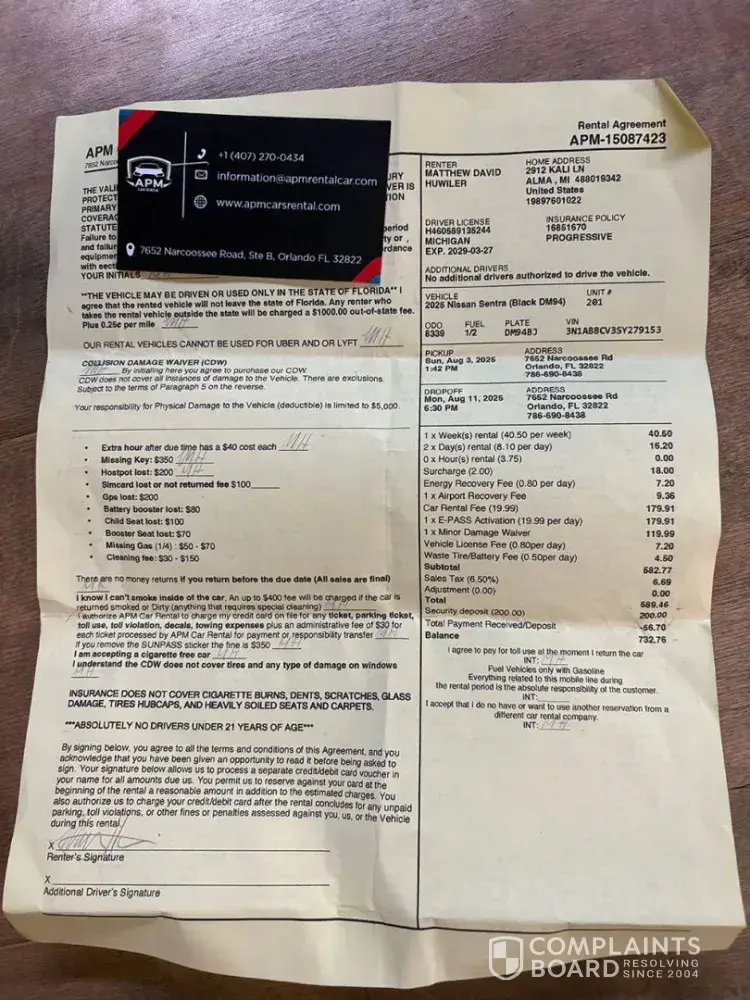 APM
7652 Narco
+1 (407) 270-0434
information@apmrentalcar.com
www.apmcarsrental.com
APM
7652 Narcoossee Road, Ste B, Orlando FL 32822
THE VALI
PROTECT
PRIMARY
COVERAG
STATUTE
Failure to
and failur
equipmer
with secti
YOUR INITIALS
URY
VER IS
TION
period
ty or ,
rdance
**THE VEHICLE MAY BE DRIVEN OR USED ONLY IN THE STATE OF FLORIDA** I
agree that the rented vehicle will not leave the state of Florida. Any renter who
takes the rental vehicle outside the state will be charged a $1000.00 out-of-state fee.
Plus 0.25c per mile MH
OUR RENTAL VEHICLES CANNOT BE USED FOR UBER AND OR LYFT MH
COLLISION DAMAGE WAIVER (CDW)
MH By initialing here you agree to purchase our CDW.
CDW does not cover all instances of damage to the Vehicle. There are exclusions.
Subject to the terms of Paragraph 5 on the reverse.
Your responsibility for Physical Damage to the Vehicle (deductible) is limited to $5,000.
• Extra hour after due time has a $40 cost each MH
• Missing Key: $350 MH
• Hostpot lost: $200 MH
• Simcard lost or not returned fee $100
• Gps lost: $200
• Battery booster lost: $80
• Child Seat lost: $100
• Booster Seat lost: $70
• Missing Gas (1/4) : $50 - $70
• Cleaning fee: $30 - $150
There are no money returns if you return before the due date (All sales are final)
MH
I know I can't smoke inside of the car. An up to $400 fee will be charged if the car is
returned smoked or Dirty (anything that requires special cleaning) MH
I authorize APM Car Rental to charge my credit card on file for any ticket, parking ticket,
toll use, toll violation, decals, towing expenses plus an administrative fee of $30 for
each ticket processed by APM Car Rental for payment or responsibility transfer MH
If you remove the SUNPASS sticker the fine is $350 MH
I am accepting a cigarette free car MH
I understand the CDW does not cover tires and any type of damage on windows
MH
INSURANCE DOES NOT COVER CIGARETTE BURNS, DENTS, SCRATCHES, GLASS
DAMAGE, TIRES HUBCAPS, AND HEAVILY SOILED SEATS AND CARPETS.
***ABSOLUTELY NO DRIVERS UNDER 21 YEARS OF AGE***
By signing below, you agree to all the terms and conditions of this Agreement, and you
acknowledge that you have been given an opportunity to read it before being asked to
sign. Your signature below allows us to process a separate credit/debit card voucher in
your name for all amounts due us. You permit us to reserve against your card at the
beginning of the rental a reasonable amount in addition to the estimated charges. You
also authorize us to charge your credit/debit card after the rental concludes for any unpaid
parking, toll violations, or other fines or penalties assessed against you, us, or the Vehicle
during this rental.
X
Renter's Signature
X
Additional Driver's Signature
Rental Agreement
APM-15087423
RENTER
MATTHEW DAVID
HUWILER
HOME ADDRESS
2912 KALI LN
ALMA , MI 488019342
United States
19897601022
DRIVER LICENSE
H460589135244
MICHIGAN
EXP. 2029-03-27
INSURANCE POLICY
16851670
PROGRESSIVE
ADDITIONAL DRIVERS
No additional drivers authorized to drive the vehicle.
VEHICLE
2025 Nissan Sentra (Black DM94)
UNIT #
201
ODO
8339
FUEL
1/2
PLATE
DM94BJ
VIN
3N1AB8CV3SY279153
PICKUP
Sun, Aug 3, 2025
1:42 PM
ADDRESS
7652 Narcoossee Rd
Orlando, FL 32822
786-690-8438
DROPOFF
Mon, Aug 11, 2025
6:30 PM
ADDRESS
7652 Narcoossee Rd
Orlando, FL 32822
786-690-8438
1 x Week(s) rental (40.50 per week) 40.50
2 x Day(s) rental (8.10 per day) 16.20
0 x Hour(s) rental (3.75) 0.00
Surcharge (2.00) 18.00
Energy Recovery Fee (0.80 per day) 7.20
1 x Airport Recovery Fee 9.36
Car Rental Fee (19.99) 179.91
1 x E-PASS Activation (19.99 per day) 179.91
1 x Minor Damage Waiver 119.99
Vehicle License Fee (0.80per day) 7.20
Waste Tire/Battery Fee (0.50per day) 4.50
Subtotal 582.77
Sales Tax (6.50%) 6.69
Adjustment (0.00) 0.00
Total 589.46
Security deposit (200.00) 200.00
Total Payment Received/Deposit -56.70
Balance 732.76
I agree to pay for toll use at the moment I return the car
INT: MH
Fuel Vehicles only with Gasoline
Everything related to this mobile line during
the rental period is the absolute responsibility of the customer.
INT:
I accept that I do not have or want to use another reservation from a
different car rental company.
INT: MH
COMPLAINTS
BOARD RESOLVING
SINCE 2004